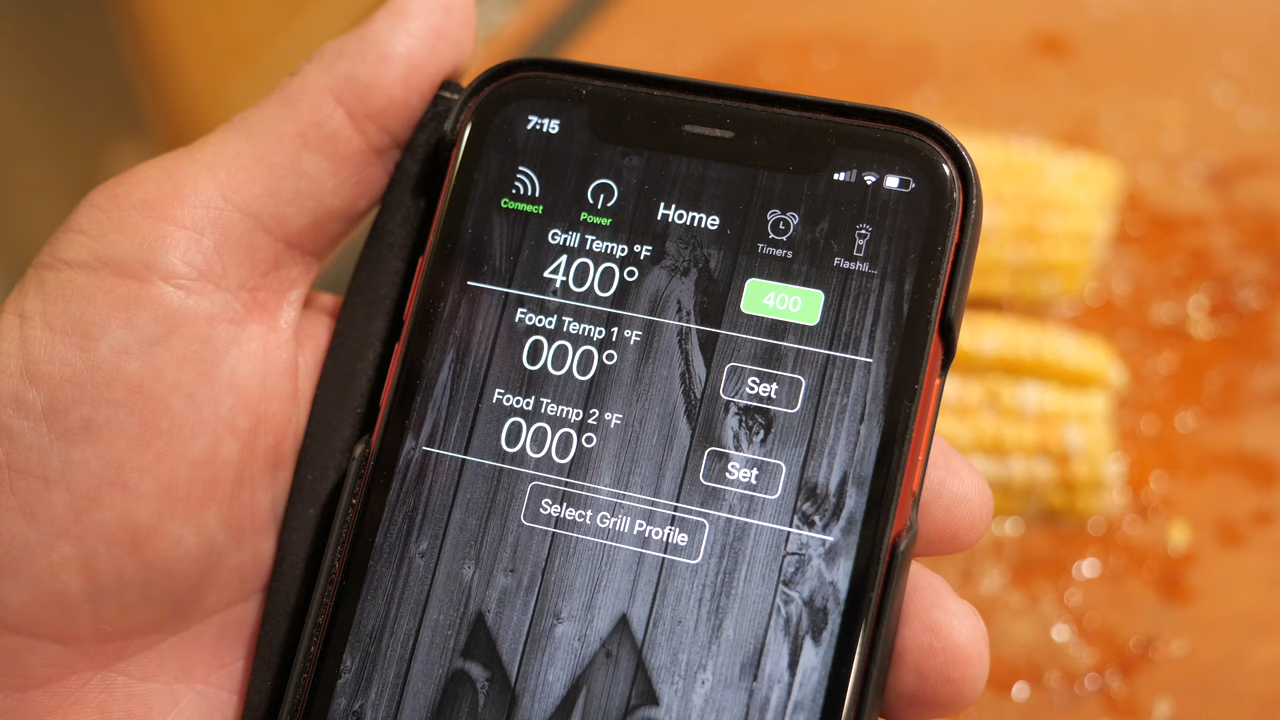 7:15
Connect
Power
Home
Timers
Flashli...
Grill Temp °F
400°
400
Food Temp 1 °F
000°
Set
Food Temp 2 °F
000°
Set
Select Grill Profile